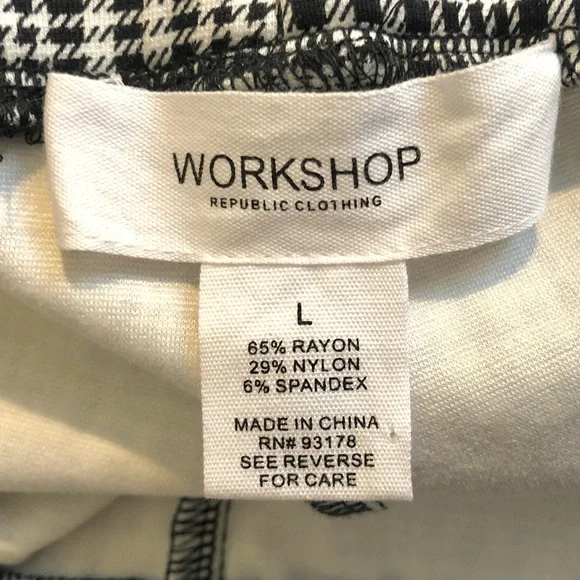 WORKSHOP
REPUBLIC CLOTHING
L
65% RAYON
29% NYLON
6% SPANDEX
MADE IN CHINA
RN# 93178
SEE REVERSE
FOR CARE